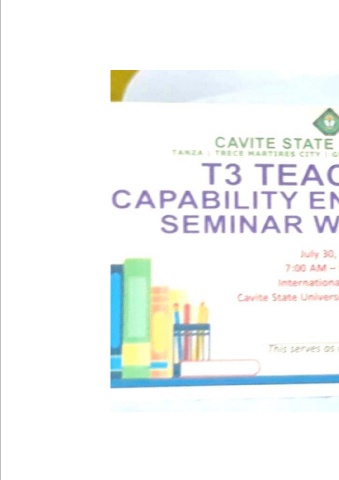 CAVITE STATE
TANZA | TRECE MARTIRES CITY | G
T3 TEAC
CAPABILITY EN
SEMINAR W
July 30,
7:00 AM –
Internationa
Cavite State Univers
This serves as